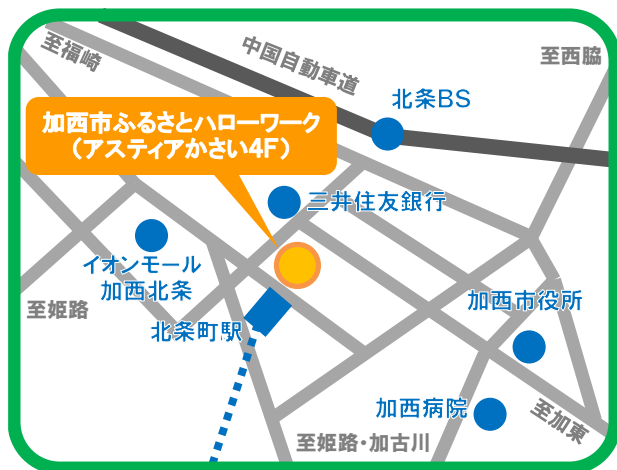 至福崎
中国自動車道
至西脇
北条BS
加西市ふるさとハローワーク
（アスティアかさい4F）
三井住友銀行
イオンモール
加西北条
至姫路
北条町駅
加西市役所
加西病院
至加東
至姫路・加古川